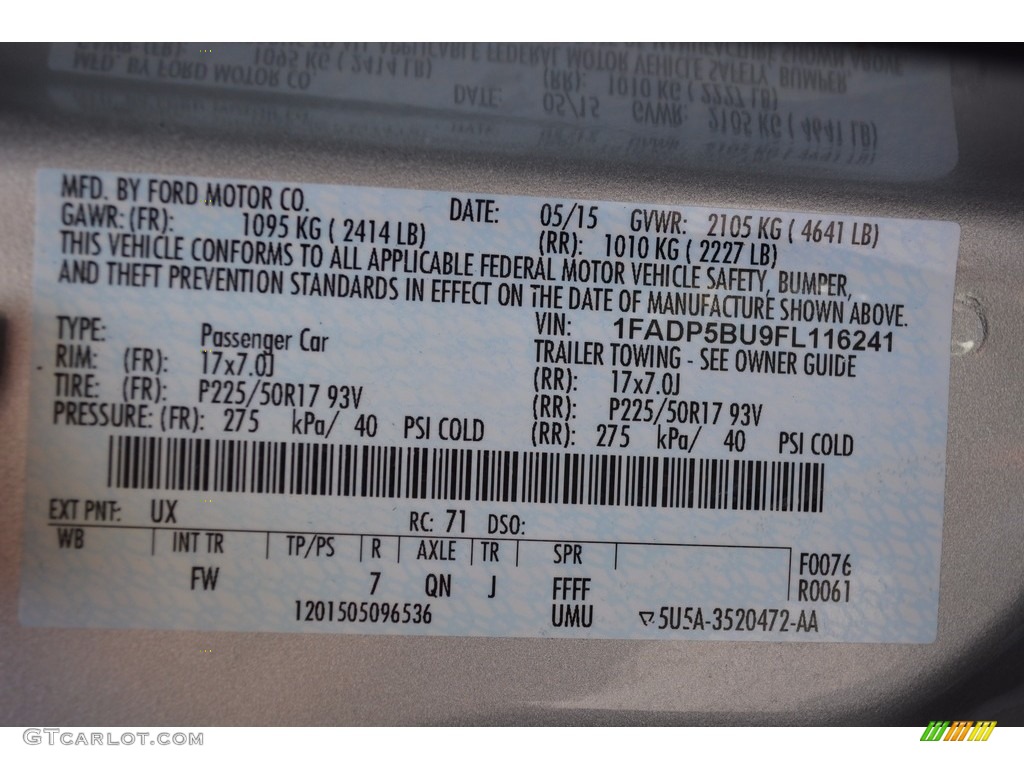 MFD. BY FORD MOTOR CO. DATE: 05/15 GVWR: 2105 KG ( 4641 LB)
GAWR: (FR): 1095 KG ( 2414 LB) (RR): 1010 KG ( 2227 LB)
THIS VEHICLE CONFORMS TO ALL APPLICABLE FEDERAL MOTOR VEHICLE SAFETY, BUMPER,
AND THEFT PREVENTION STANDARDS IN EFFECT ON THE DATE OF MANUFACTURE SHOWN ABOVE.
VIN: 1FADP5BU9FL116241
TYPE: Passenger Car TRAILER TOWING - SEE OWNER GUIDE
RIM: (FR): 17x7.0J (RR): 17x7.0J
TIRE: (FR): P225/50R17 93V (RR): P225/50R17 93V
PRESSURE: (FR): 275 kPa/ 40 PSI COLD (RR): 275 kPa/ 40 PSI COLD
EXT PNT: UX RC: 71 DSO:
WB INT TR TP/PS R AXLE TR SPR F0076
FW 7 QN J FFFF R0061
1201505096536 UMU 5U5A-3520472-AA
GTCarLot.com